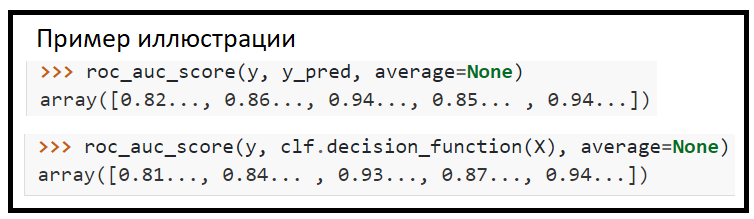 Пример иллюстрации
>>> roc_auc_score(y, y_pred, average=None)
array([0.82..., 0.86..., 0.94..., 0.85... , 0.94...])
>>> roc_auc_score(y, clf.decision_function(X), average=None)
array([0.81..., 0.84... , 0.93..., 0.87..., 0.94...])